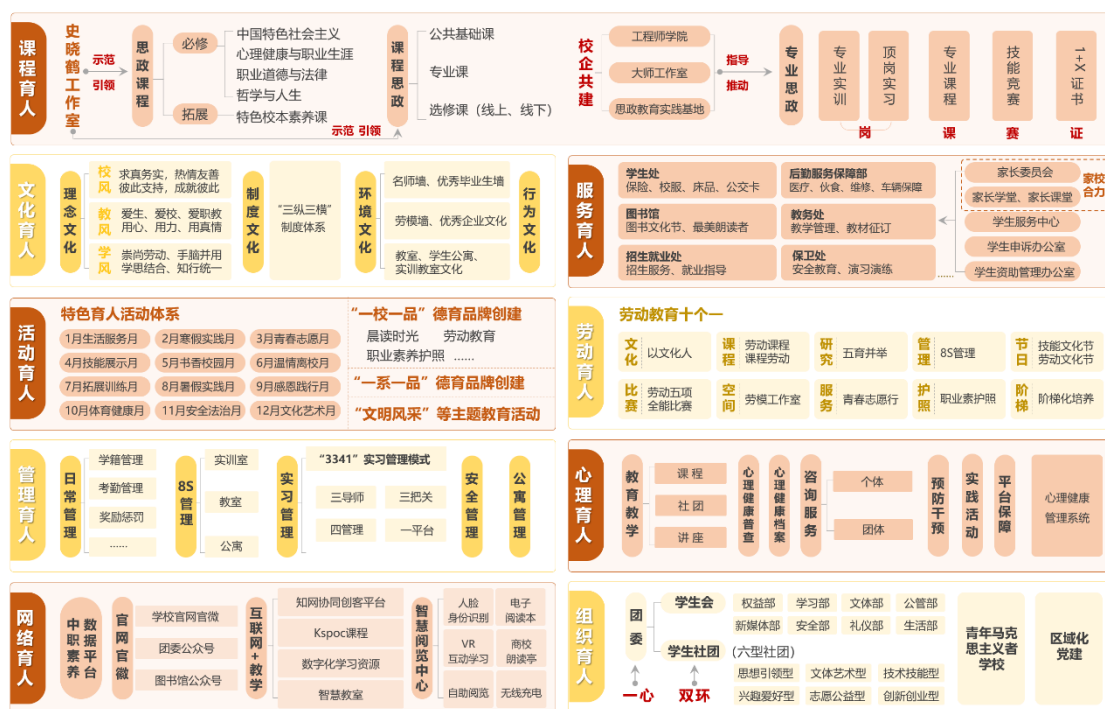 课程育人
史晓鹤工作室
示范
引领
思政课程
必修
中国特色社会主义
心理健康与职业生涯
职业道德与法律
哲学与人生
拓展
特色校本素养课
示范 引领
课程思政
公共基础课
专业课
选修课（线上、线下）
校企共建
工程师学院
大师工作室
思政教育实践基地
指导
推动
专业思政
专业实训
顶岗实习
岗
专业课程
课
技能竞赛
赛
1+X证书
证
文化育人
理念文化
校风
求真务实，热情友善
彼此支持，成就彼此
教风
爱生、爱校、爱职教
用心、用力、用真情
学风
崇尚劳动、手脑并用
学思结合、知行统一
制度文化
“三纵三横”
制度体系
环境文化
名师墙、优秀毕业生墙
劳模墙、优秀企业文化
教室、学生公寓、
实训教室文化
行为文化
服务育人
学生处
保险、校服、床品、公交卡
后勤服务保障部
医疗、伙食、维修、车辆保障
图书馆
图书文化节、最美朗读者
教务处
教学管理、教材征订
招生就业处
招生服务、就业指导
保卫处
安全教育、演习演练
……
家长委员会
家长学堂、家长课堂
家校
合力
学生服务中心
学生申诉办公室
学生资助管理办公室
活动育人
特色育人活动体系
1月生活服务月
2月寒假实践月
3月青春志愿月
4月技能展示月
5月书香校园月
6月温情离校月
7月拓展训练月
8月暑假实践月
9月感恩践行月
10月体育健康月
11月安全法治月
12月文化艺术月
“一校一品”德育品牌创建
晨读时光 劳动教育
职业素养护照 ……
“一系一品”德育品牌创建
“文明风采”等主题教育活动
劳动育人
劳动教育十个一
文化
以文化人
课程
劳动课程
课程劳动
研究
五育并举
管理
8S管理
节日
技能文化节
劳动文化节
比赛
劳动五项
全能比赛
空间
劳模工作室
服务
青春志愿行
护照
职业素护照
阶梯
阶梯化培养
管理育人
日常管理
学籍管理
考勤管理
奖励惩罚
……
8S管理
实训室
教室
公寓
实习管理
“3341”实习管理模式
三导师
三把关
四管理
一平台
安全管理
公寓管理
心理育人
教育教学
课 程
社 团
讲 座
心理健康普查
心理健康档案
咨询服务
个体
团体
预防干预
实践活动
平台保障
心理健康
管理系统
网络育人
中职素养
数据平台
官网官徽
学校官网官微
团委公众号
图书馆公众号
互联网+教学
知网协同创客平台
Kspoc课程
数字化学习资源
智慧教室
智慧阅览中心
人脸
身份识别
电子
阅读本
VR
互动学习
商校
朗读亭
自助阅览
无线充电
组织育人
团委
一心
学生会
权益部
学习部
文体部
公管部
新媒体部
安全部
礼仪部
生活部
学生社团
(六型社团)
双环
思想引领型
文体艺术型
技术技能型
兴趣爱好型
志愿公益型
创新创业型
青年马克
思主义者
学校
区域化
党建